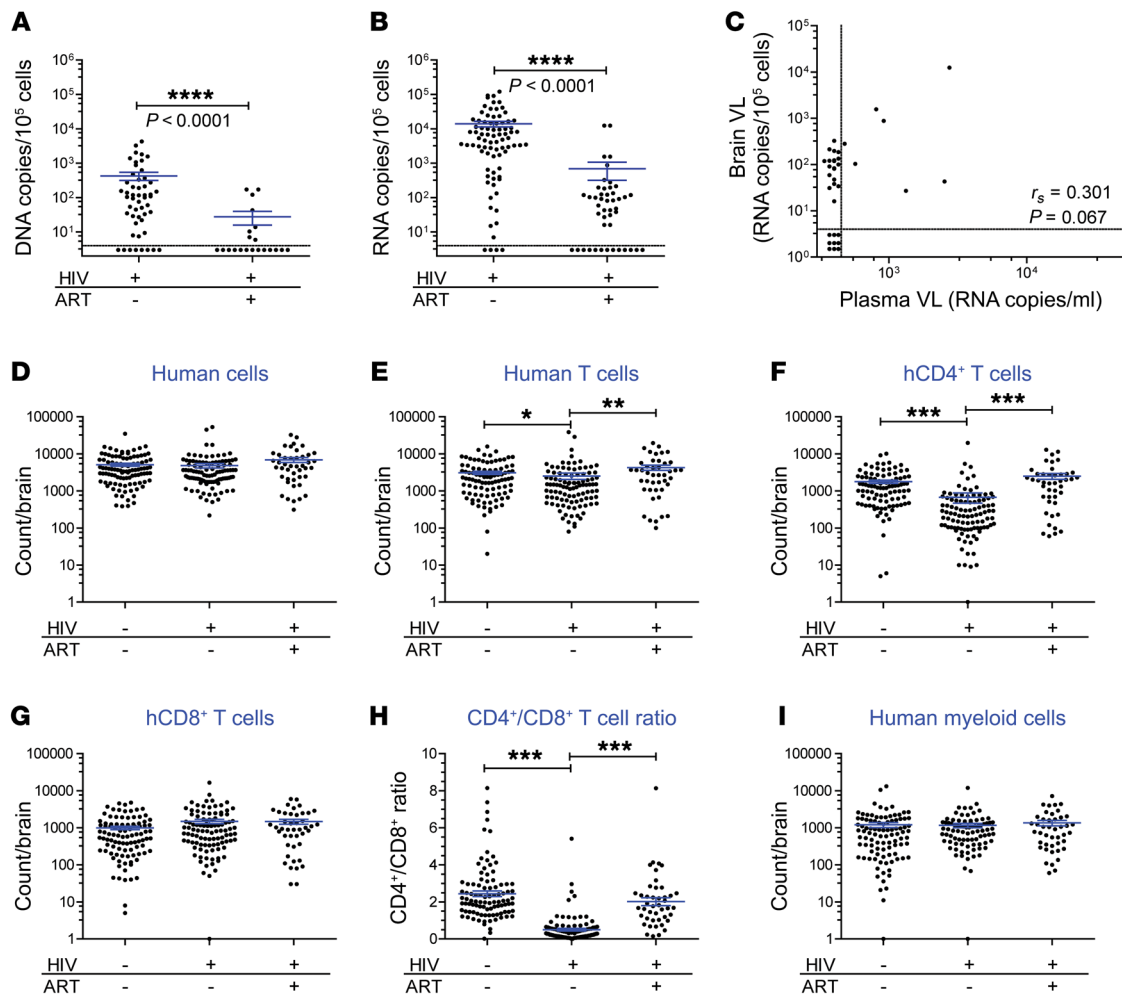 A
DNA copies/10⁵ cells
10⁶
10⁵
10⁴
10³
10²
10¹
****
P < 0.0001
HIV + +
ART - +
B
RNA copies/10⁵ cells
10⁶
10⁵
10⁴
10³
10²
10¹
****
P < 0.0001
HIV + +
ART - +
C
Brain VL
(RNA copies/10⁵ cells)
10⁵
10⁴
10³
10²
10¹
10⁰
rₛ = 0.301
P = 0.067
10³ 10⁴
Plasma VL (RNA copies/ml)
D
Human cells
Count/brain
100000
10000
1000
100
10
1
HIV - + +
ART - - +
E
Human T cells
Count/brain
100000
10000
1000
100
10
1
* **
HIV - + +
ART - - +
F
hCD4⁺ T cells
Count/brain
100000
10000
1000
100
10
1
*** ***
HIV - + +
ART - - +
G
hCD8⁺ T cells
Count/brain
100000
10000
1000
100
10
1
HIV - + +
ART - - +
H
CD4⁺/CD8⁺ T cell ratio
CD4⁺/CD8⁺ ratio
10
8
6
4
2
0
*** ***
HIV - + +
ART - - +
I
Human myeloid cells
Count/brain
100000
10000
1000
100
10
1
HIV - + +
ART - - +